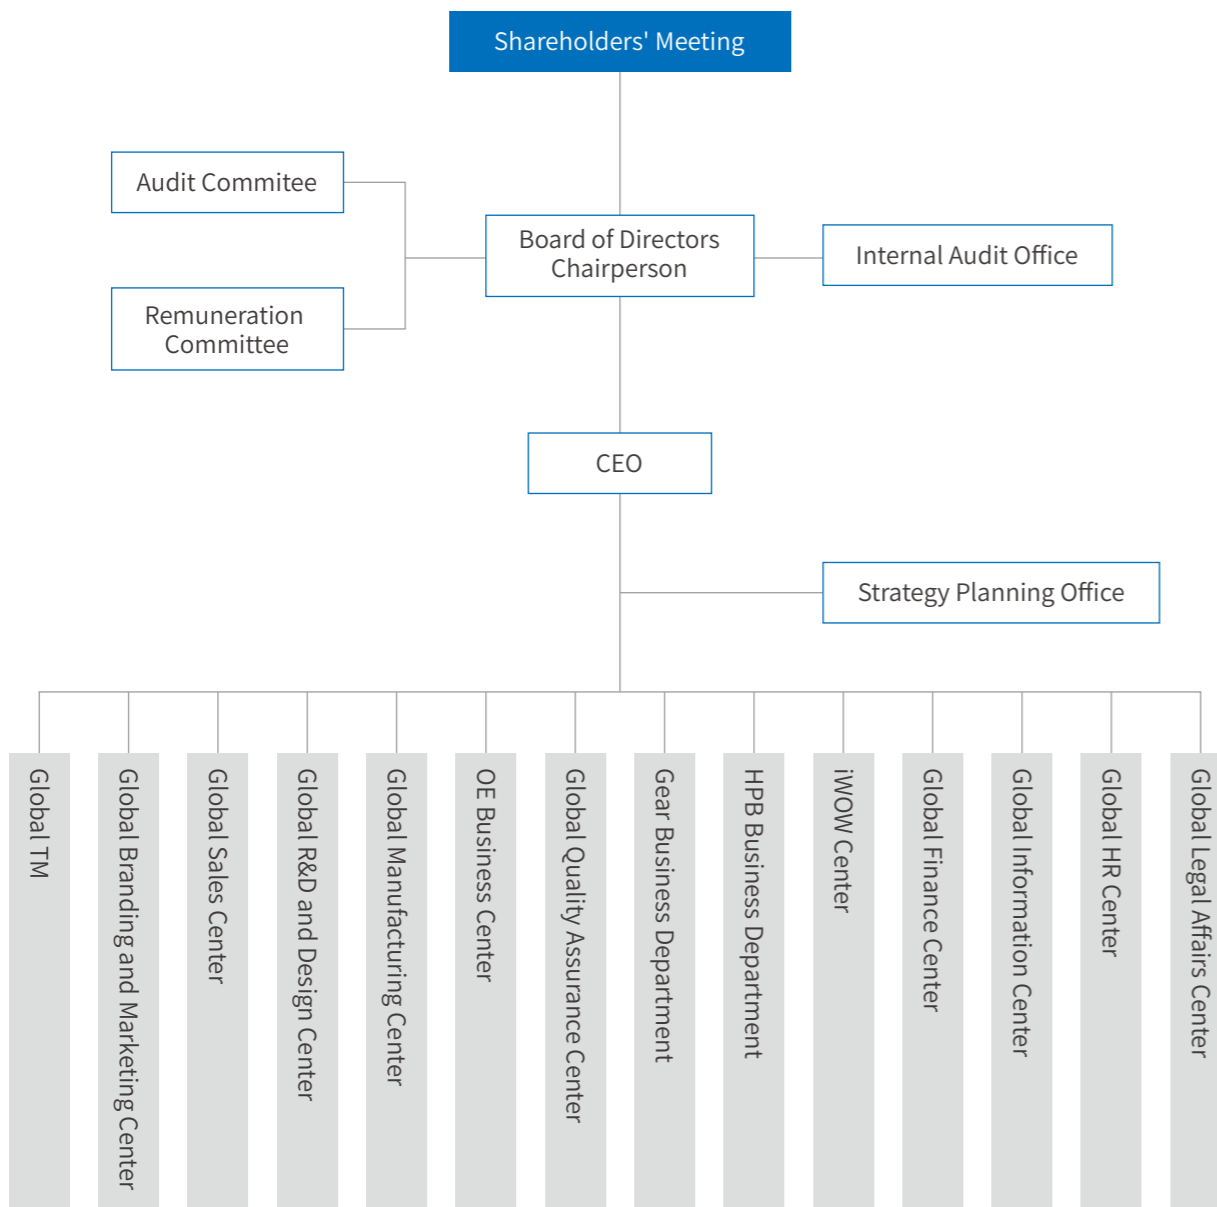 Shareholders' Meeting
Audit Commitee
Board of Directors
Chairperson
Internal Audit Office
Remuneration
Committee
CEO
Strategy Planning Office
Global TM
Global Branding and Marketing Center
Global Sales Center
Global R&D and Design Center
Global Manufacturing Center
OE Business Center
Global Quality Assurance Center
Gear Business Department
HPB Business Department
iWOW Center
Global Finance Center
Global Information Center
Global HR Center
Global Legal Affairs Center